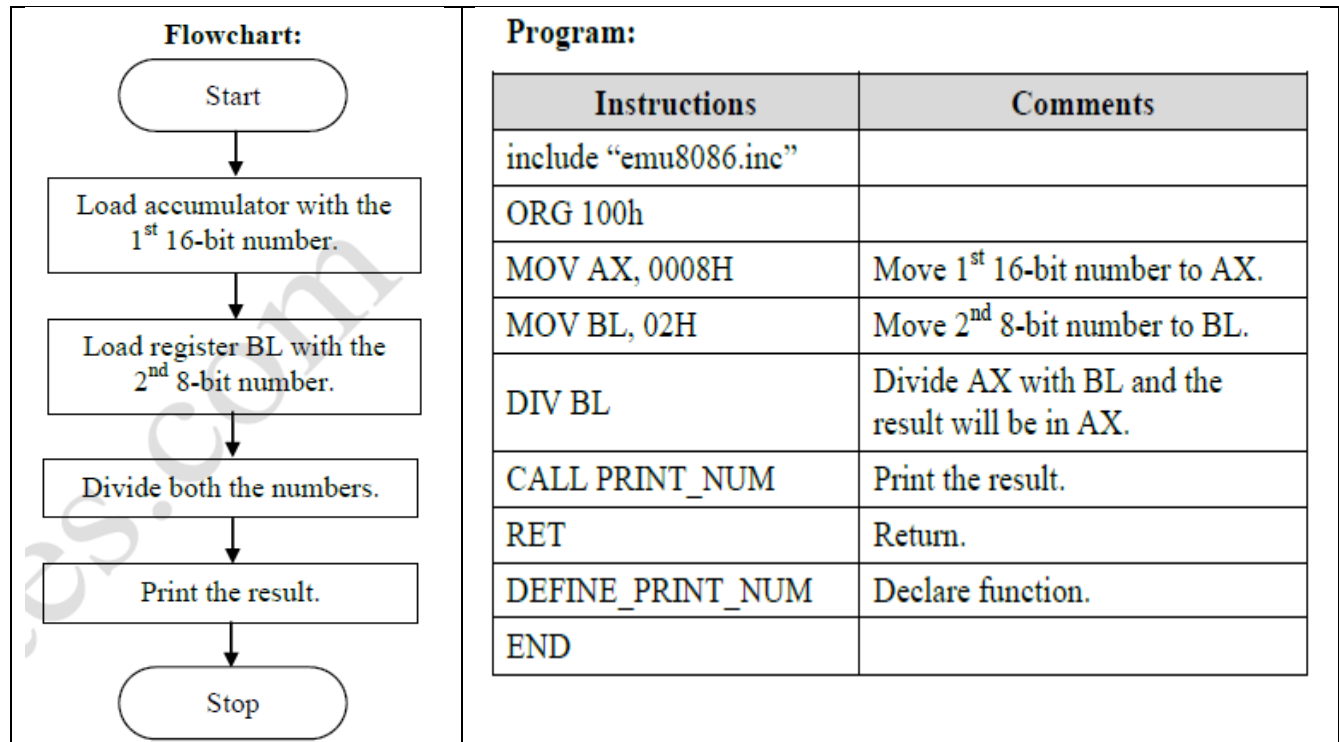 Flowchart:
Start
Load accumulator with the
1st 16-bit number.
Load register BL with the
2nd 8-bit number.
Divide both the numbers.
Print the result.
Stop
es.com
Program:
Instructions Comments
include “emu8086.inc”
ORG 100h
MOV AX, 0008H Move 1st 16-bit number to AX.
MOV BL, 02H Move 2nd 8-bit number to BL.
DIV BL Divide AX with BL and the
result will be in AX.
CALL PRINT_NUM Print the result.
RET Return.
DEFINE_PRINT_NUM Declare function.
END